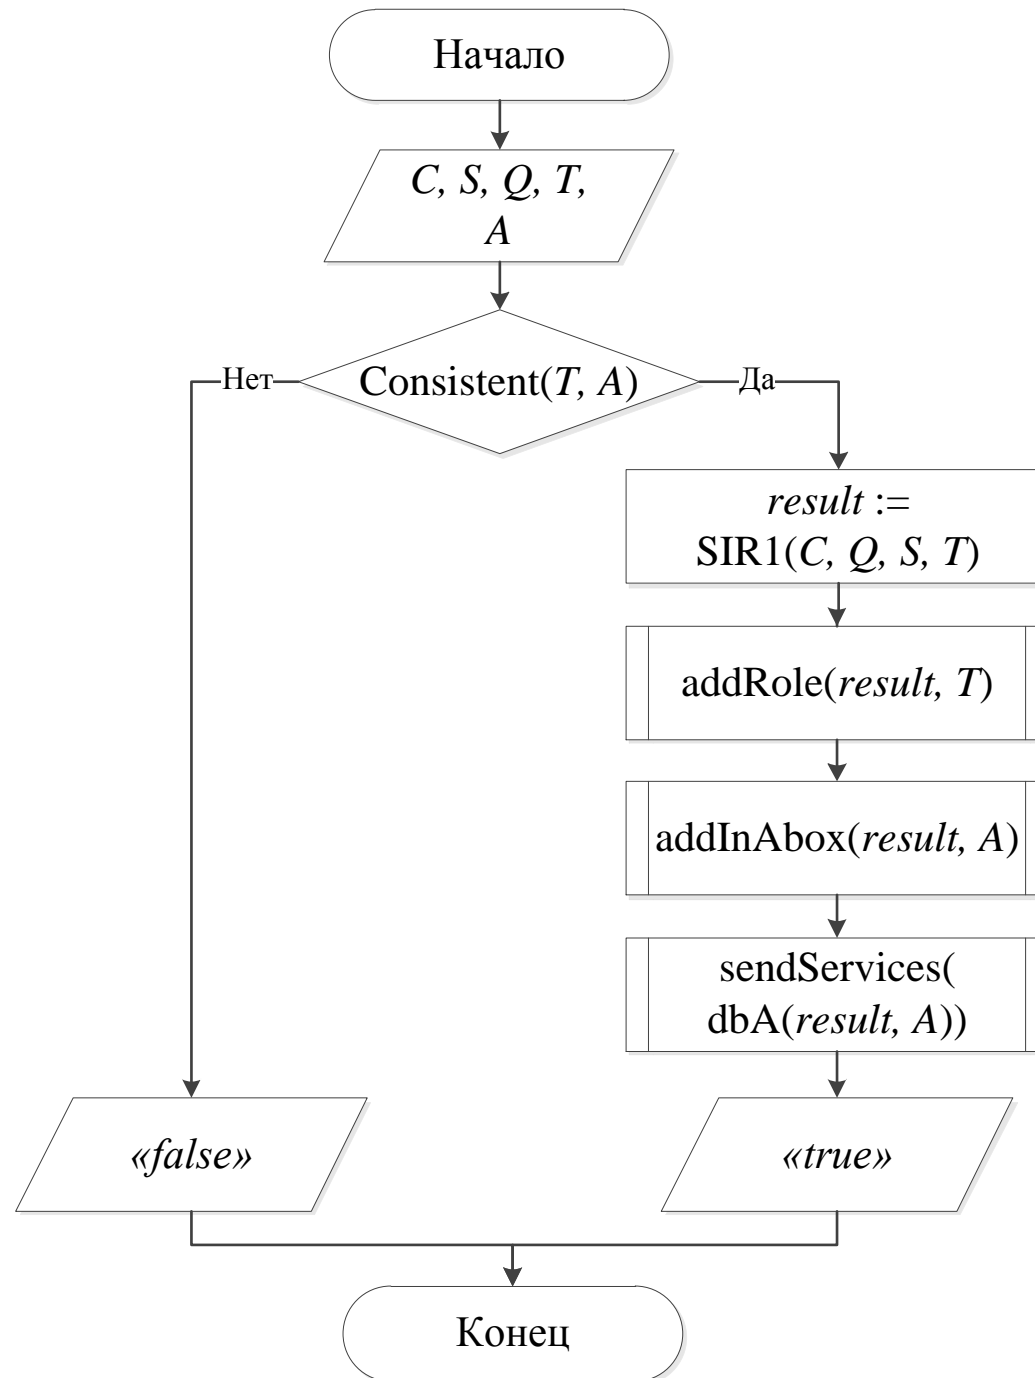 Начало
C, S, Q, T,
A
Consistent(T, A)
Нет
Да
result :=
SIR1(C, Q, S, T)
addRole(result, T)
addInAbox(result, A)
sendServices(
dbA(result, A))
«false»
«true»
Конец